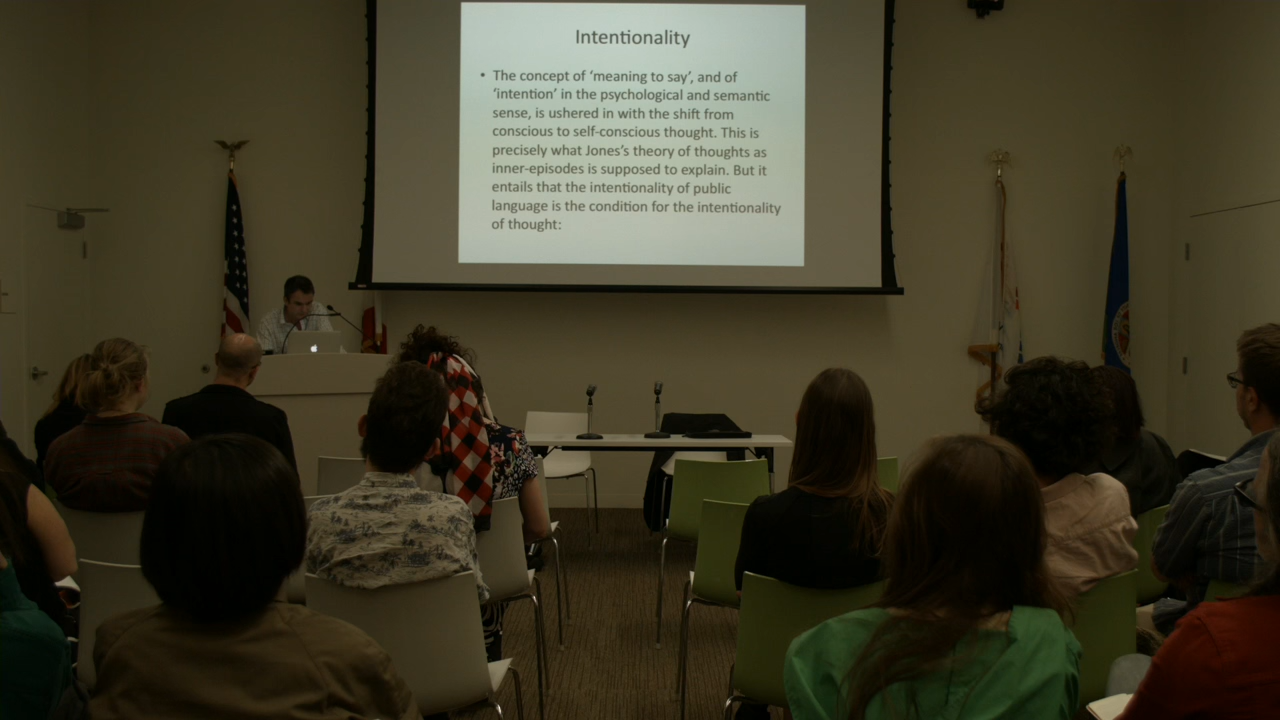 Intentionality
• The concept of ‘meaning to say’, and of
‘intention’ in the psychological and semantic
sense, is ushered in with the shift from
conscious to self-conscious thought. This is
precisely what Jones’s theory of thoughts as
inner-episodes is supposed to explain. But it
entails that the intentionality of public
language is the condition for the intentionality
of thought: